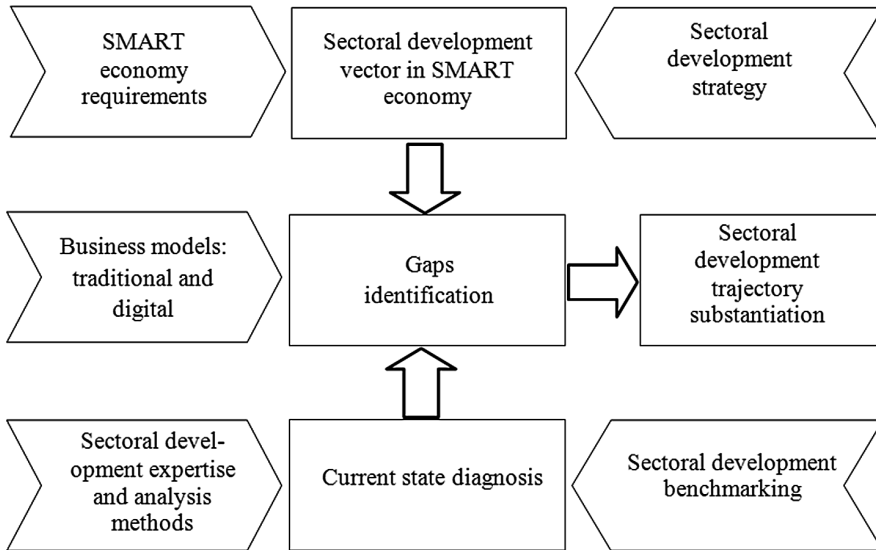 SMART
economy
requirements
Sectoral development
vector in SMART
economy
Sectoral
development
strategy
Business models:
traditional and
digital
Gaps
identification
Sectoral
development
trajectory
substantiation
Sectoral devel-
opment expertise
and analysis
methods
Current state diagnosis
Sectoral development
benchmarking